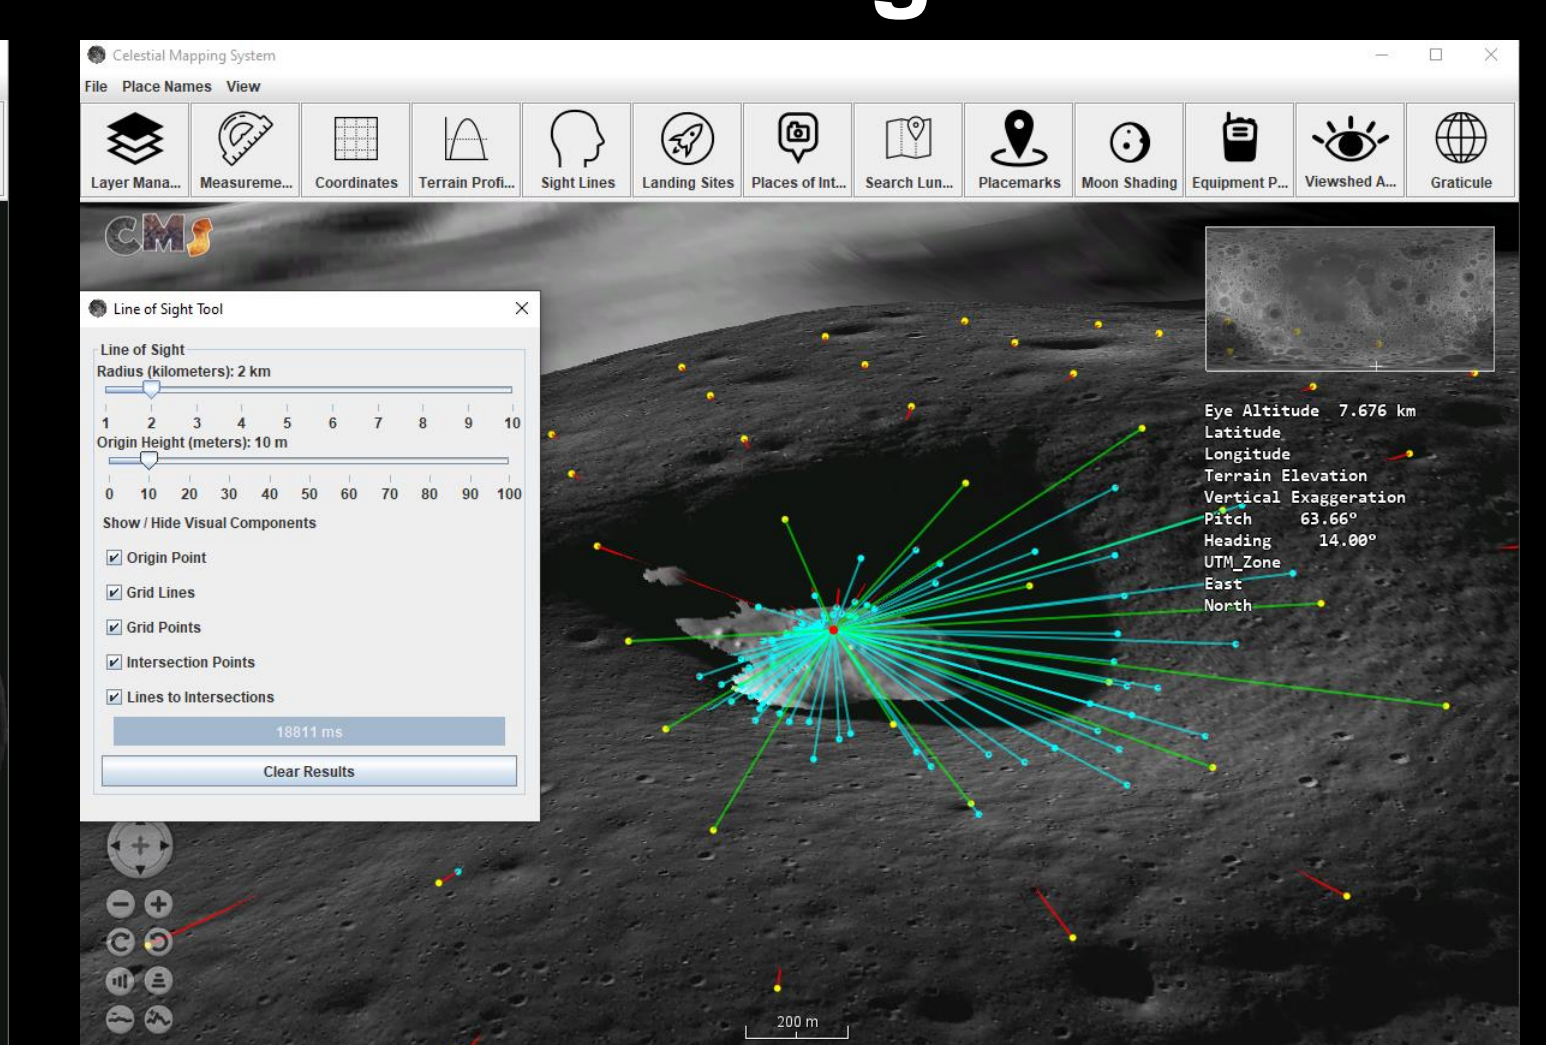 g
Celestial Mapping System
File Place Names View
Layer Mana... Measureme... Coordinates Terrain Profi... Sight Lines Landing Sites Places of Int... Search Lun... Placemarks Moon Shading Equipment P... Viewshed A... Graticule
CMS
Line of Sight Tool
Line of Sight
Radius (kilometers): 2 km
1 2 3 4 5 6 7 8 9 10
Origin Height (meters): 10 m
0 10 20 30 40 50 60 70 80 90 100
Show / Hide Visual Components
Origin Point
Grid Lines
Grid Points
Intersection Points
Lines to Intersections
18811 ms
Clear Results
Eye Altitude 7.676 km
Latitude
Longitude
Terrain Elevation
Vertical Exaggeration
Pitch 63.66°
Heading 14.00°
UTM_Zone
East
North
200 m